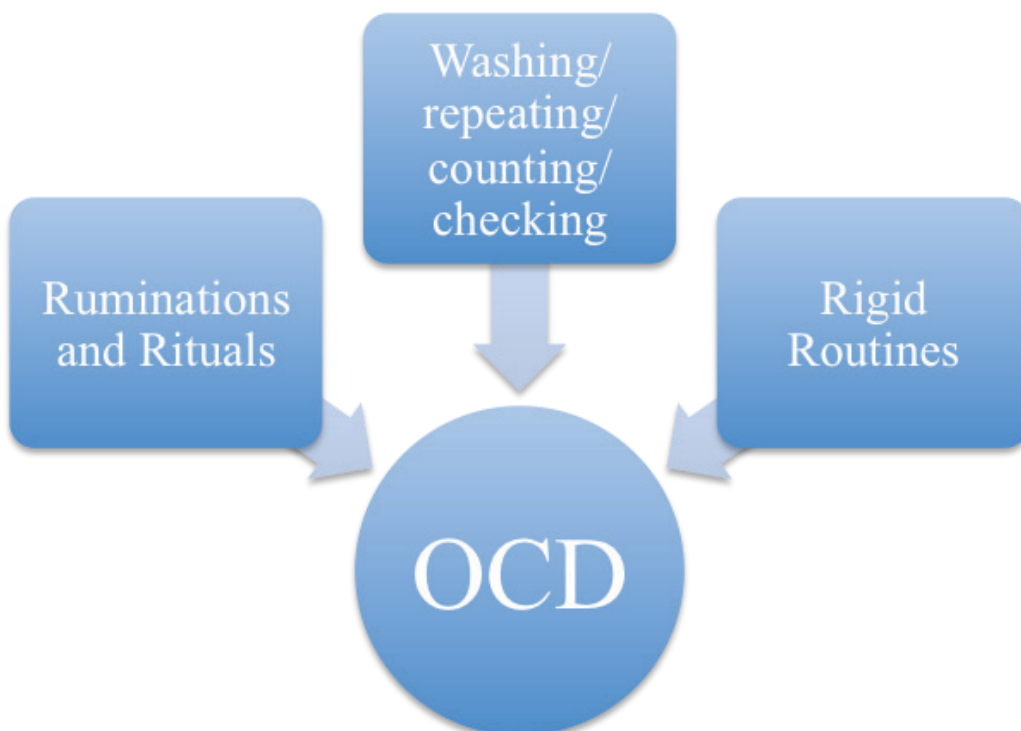 Washing/
repeating/
counting/
checking
Ruminations
and Rituals
Rigid
Routines
OCD